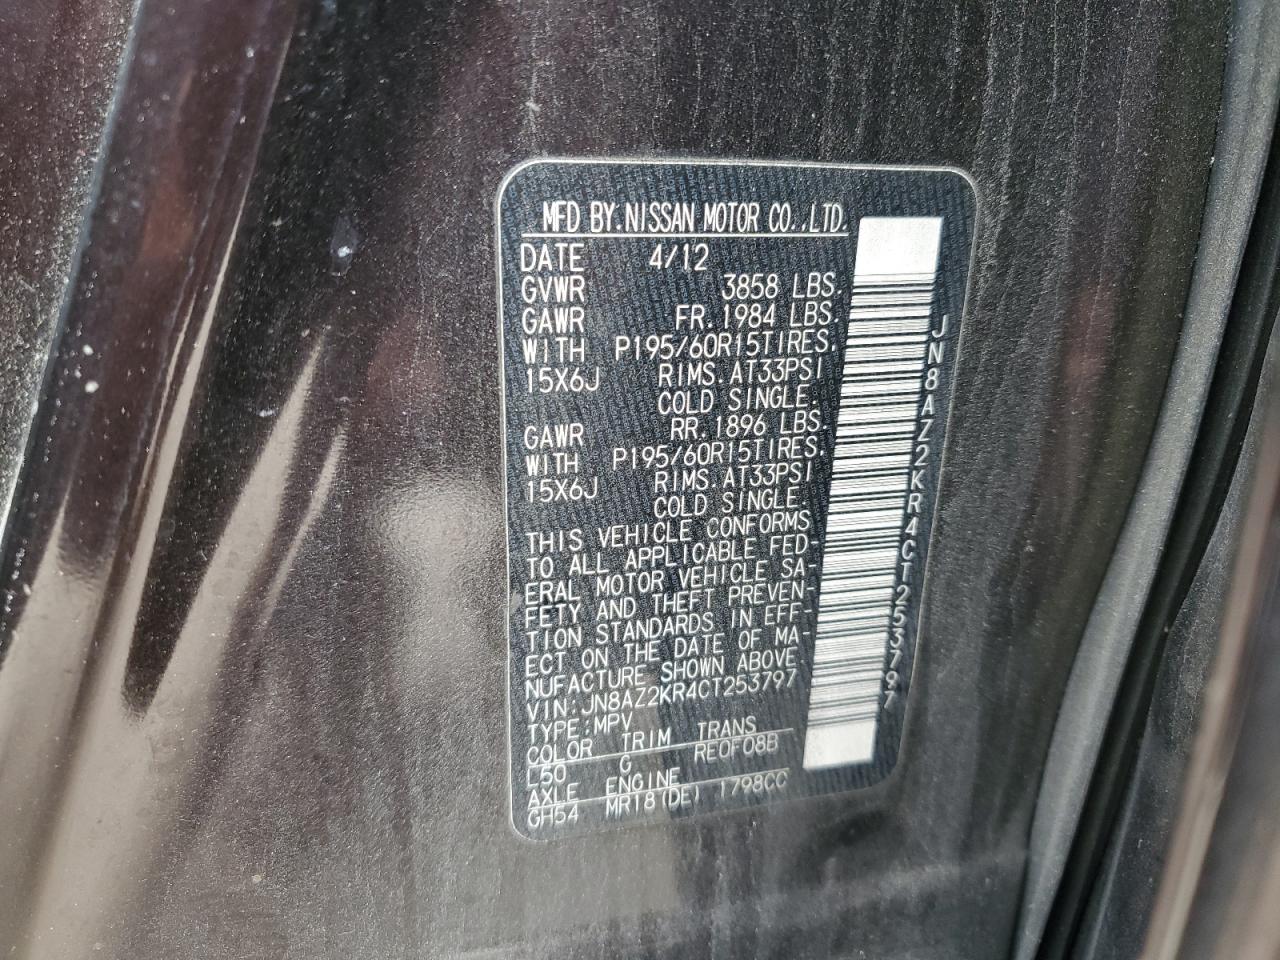 MFD BY.NISSAN MOTOR CO.,LTD.
DATE 4/12
GVWR 3858 LBS.
GAWR FR.1984 LBS.
WITH P195/60R15TIRES.
15X6J RIMS.AT33PSI
COLD SINGLE.
GAWR RR.1896 LBS.
WITH P195/60R15TIRES.
15X6J RIMS.AT33PSI
COLD SINGLE.
THIS VEHICLE CONFORMS
TO ALL APPLICABLE FED
ERAL MOTOR VEHICLE SA-
FETY AND THEFT PREVEN-
TION STANDARDS IN EFF-
ECT ON THE DATE OF MA-
NUFACTURE SHOWN ABOVE.
VIN:JN8AZ2KR4CT253797
TYPE:MPV
COLOR TRIM TRANS
L50 G RE0F08B
AXLE ENGINE
GH54 MR18(DE) 1798CC
JN8AZ2KR4CT253797